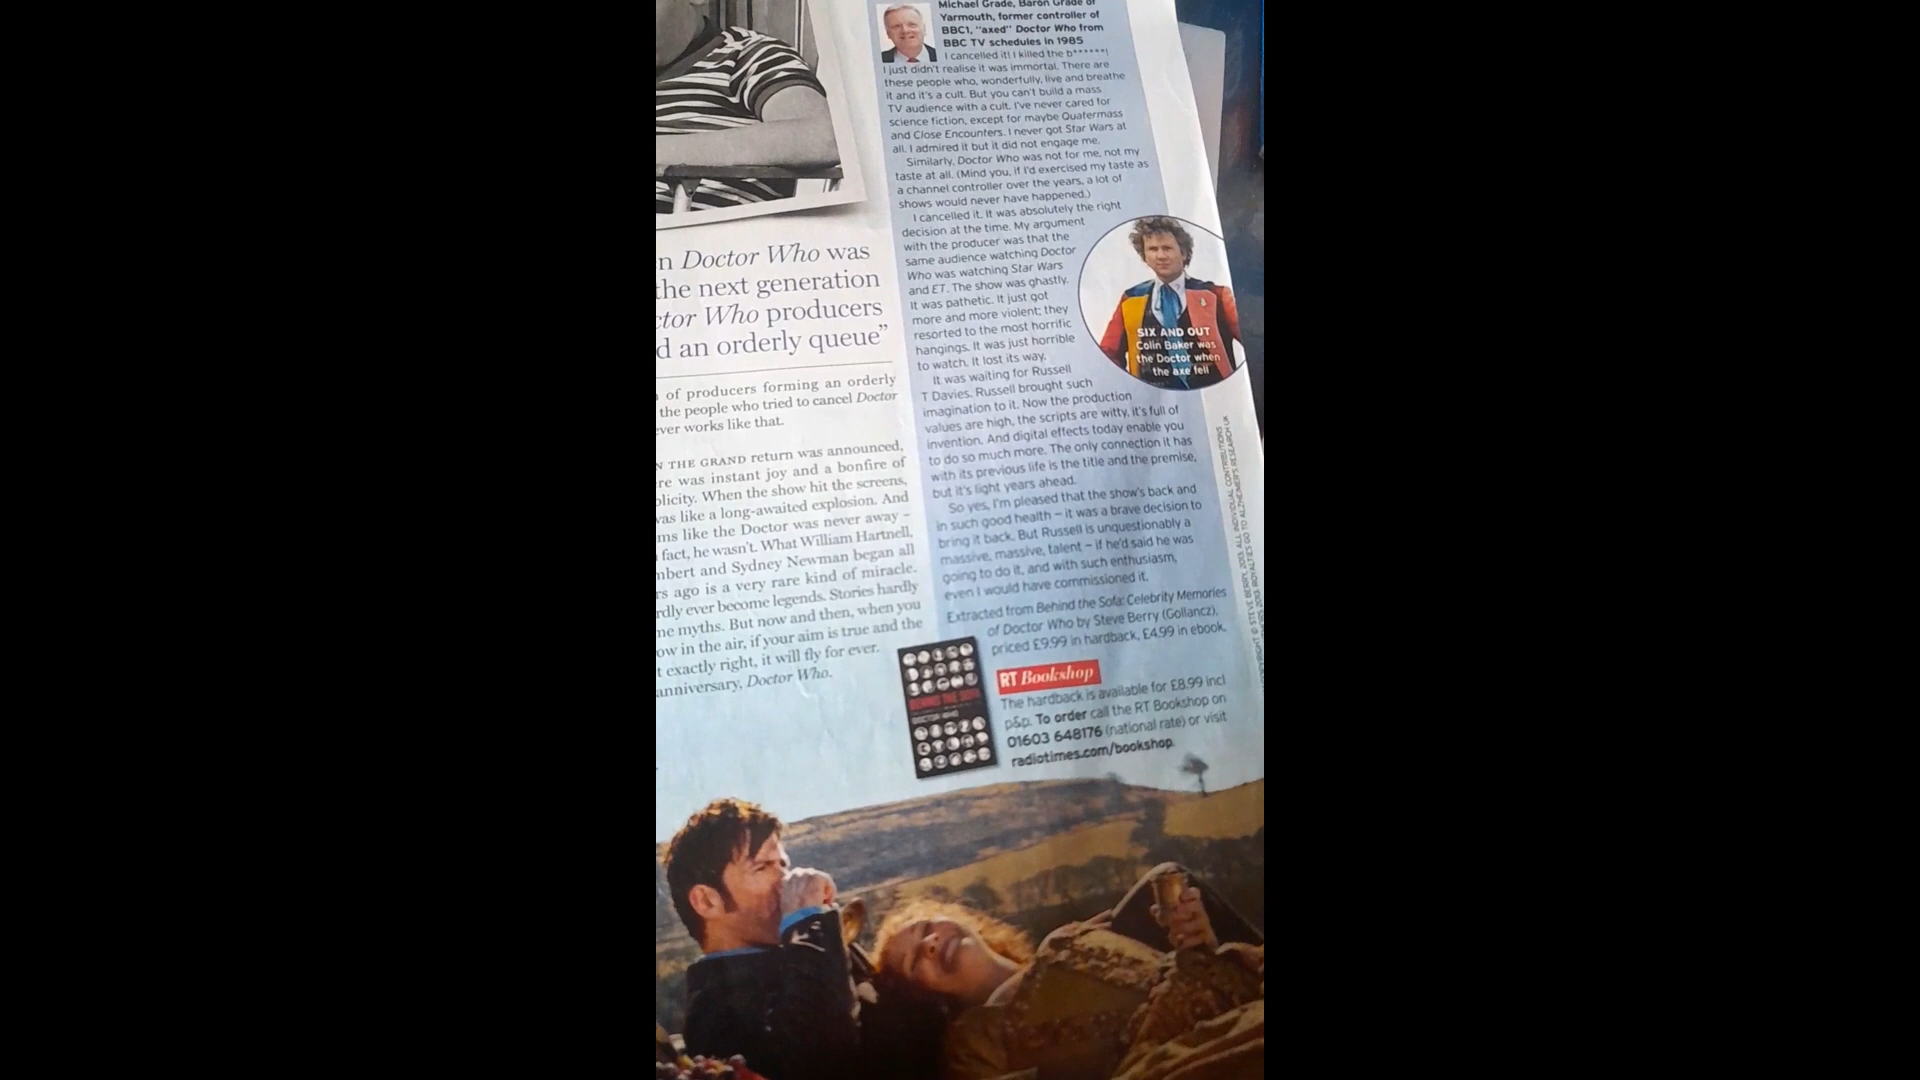 n Doctor Who was
the next generation
ctor Who producers
d an orderly queue”
of producers forming an orderly
the people who tried to cancel Doctor
ver works like that.
N THE GRAND return was announced,
re was instant joy and a bonfire of
blicity. When the show hit the screens,
vas like a long-awaited explosion. And
ms like the Doctor was never away –
fact, he wasn't. What William Hartnell,
nbert and Sydney Newman began all
rs ago is a very rare kind of miracle.
rdly ever become legends. Stories hardly
ne myths. But now and then, when you
ow in the air, if your aim is true and the
t exactly right, it will fly for ever.
anniversary, Doctor Who.
Michael Grade, Baron Grade of
Yarmouth, former controller of
BBC1, "axed" Doctor Who from
BBC TV schedules in 1985
I cancelled it! I killed the b******!
I just didn't realise it was immortal. There are
these people who, wonderfully, live and breathe
it and it's a cult. But you can't build a mass
TV audience with a cult. I've never cared for
science fiction, except for maybe Quatermass
and Close Encounters. I never got Star Wars at
all. I admired it but it did not engage me.
Similarly, Doctor Who was not for me, not my
taste at all. (Mind you, if I'd exercised my taste as
a channel controller over the years, a lot of
shows would never have happened.)
I cancelled it. It was absolutely the right
decision at the time. My argument
with the producer was that the
same audience watching Doctor
Who was watching Star Wars
and ET. The show was ghastly.
It was pathetic. It just got
more and more violent; they
resorted to the most horrific
hangings. It was just horrible
to watch. It lost its way.
It was waiting for Russell
T Davies. Russell brought such
imagination to it. Now the production
values are high, the scripts are witty, it's full of
invention. And digital effects today enable you
to do so much more. The only connection it has
with its previous life is the title and the premise,
but it's light years ahead.
So yes, I'm pleased that the show's back and
in such good health – it was a brave decision to
bring it back. But Russell is unquestionably a
massive, massive, talent – if he'd said he was
going to do it, and with such enthusiasm,
even I would have commissioned it.
SIX AND OUT
Colin Baker was
the Doctor when
the axe fell
Extracted from Behind the Sofa: Celebrity Memories
of Doctor Who by Steve Berry (Gollancz),
priced £9.99 in hardback, £4.99 in ebook.
BEHIND THE SOFA
DOCTOR WHO
RT Bookshop
The hardback is available for £8.99 incl
p&p. To order call the RT Bookshop on
01603 648176 (national rate) or visit
radiotimes.com/bookshop
COPYRIGHT © STEVE BERRY, 2013. ALL INDIVIDUAL CONTRIBUTIONS
2013. ROYALTIES GO TO ALZHEIMER'S RESEARCH UK